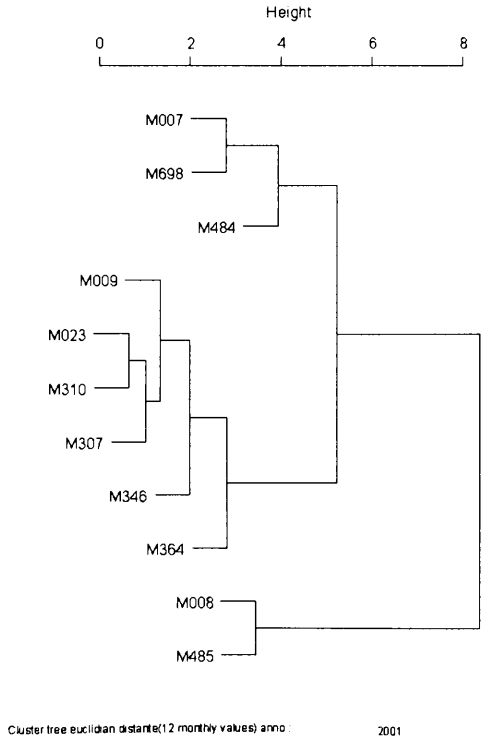 Height
0 2 4 6 8
M007
M698
M484
M009
M023
M310
M307
M346
M364
M008
M485
Cluster tree euclidian distante(12 monthly values) anno : 2001